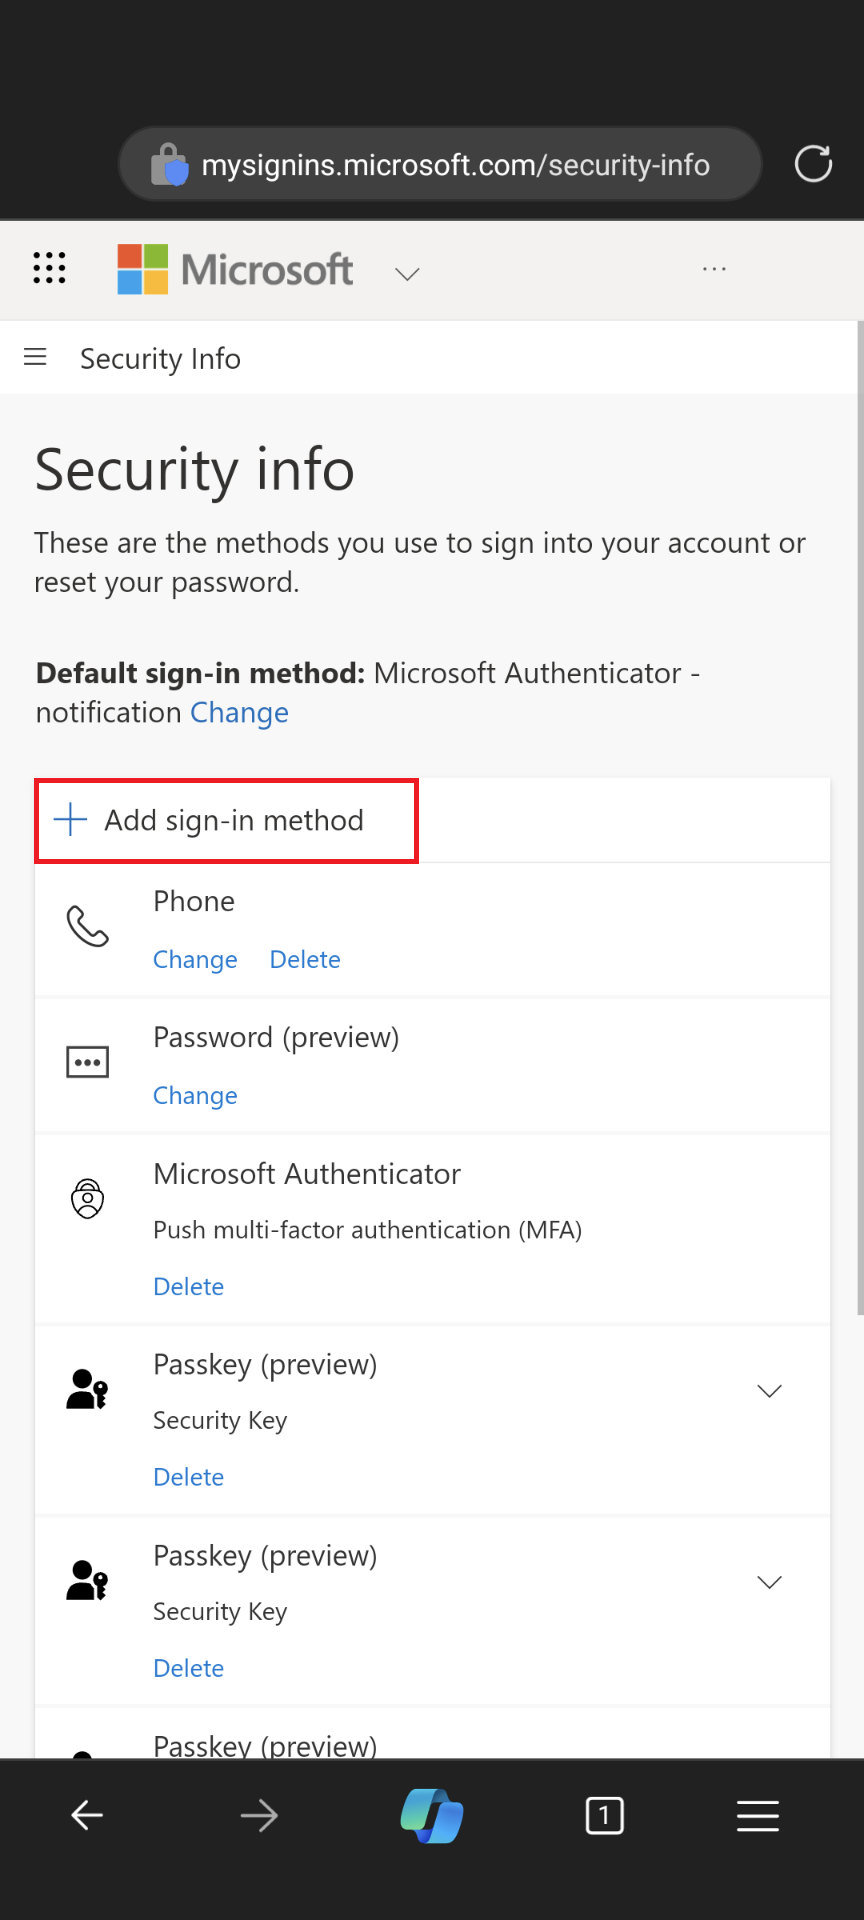 mysignins.microsoft.com/security-info
Microsoft
Security Info
Security info
These are the methods you use to sign into your account or
reset your password.
Default sign-in method: Microsoft Authenticator -
notification Change
Add sign-in method
Phone
Change Delete
Password (preview)
Change
Microsoft Authenticator
Push multi-factor authentication (MFA)
Delete
Passkey (preview)
Security Key
Delete
Passkey (preview)
Security Key
Delete
Passkey (preview)
1